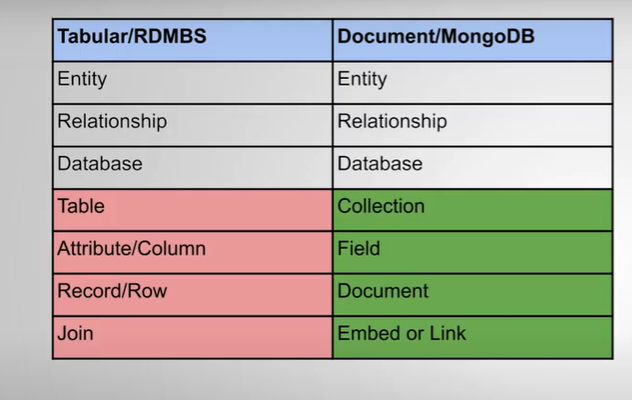 Tabular/RDMBS Document/MongoDB
Entity Entity
Relationship Relationship
Database Database
Table Collection
Attribute/Column Field
Record/Row Document
Join Embed or Link